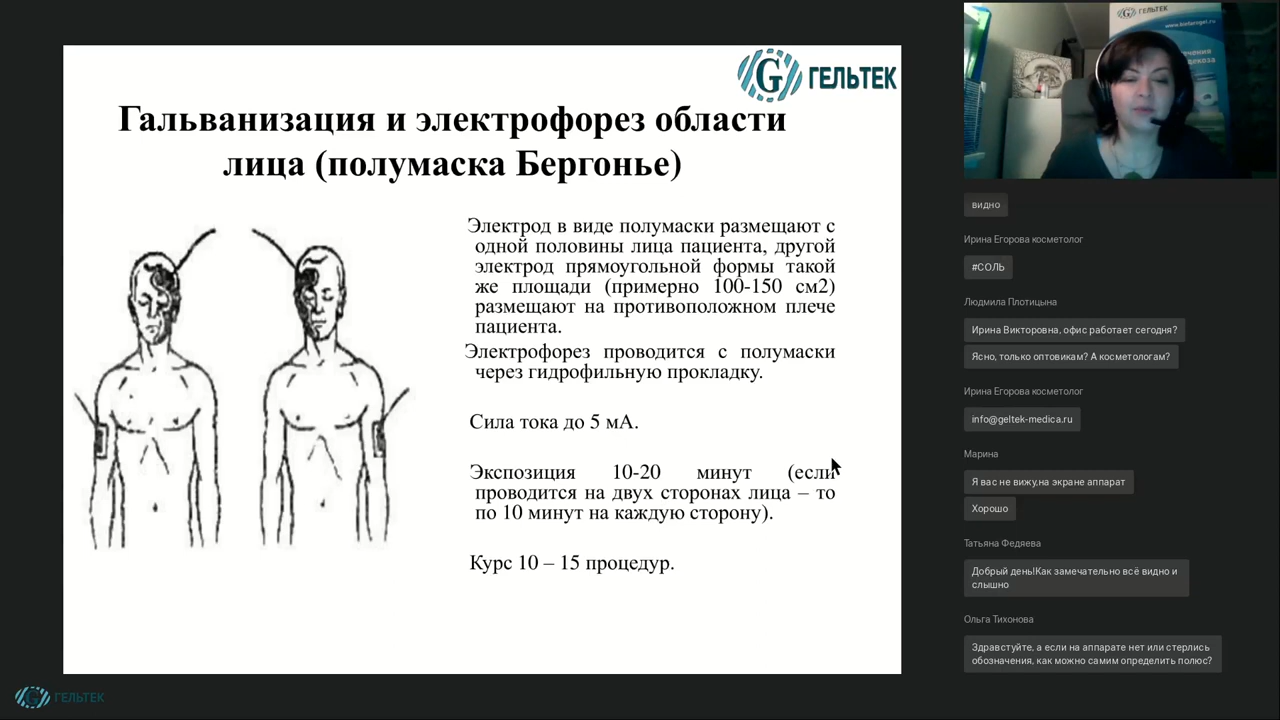 ГЕЛЬТЕК
Гальванизация и электрофорез области
лица (полумаска Бергонье)
Электрод в виде полумаски размещают с
одной половины лица пациента, другой
электрод прямоугольной формы такой
же площади (примерно 100-150 см2)
размещают на противоположном плече
пациента.
Электрофорез проводится с полумаски
через гидрофильную прокладку.
Сила тока до 5 мА.
Экспозиция 10-20 минут (если
проводится на двух сторонах лица – то
по 10 минут на каждую сторону).
Курс 10 – 15 процедур.
ГЕЛЬТЕК
ГЕЛЬТЕК
видно
Ирина Егорова косметолог
#СОЛЬ
Людмила Плотицына
Ирина Викторовна, офис работает сегодня?
Ясно, только оптовикам? А косметологам?
Ирина Егорова косметолог
info@geltek-medica.ru
Марина
Я вас не вижу.на экране аппарат
Хорошо
Татьяна Федяева
Добрый день!Как замечательно всё видно и
слышно
Ольга Тихонова
Здравстуйте, а если на аппарате нет или стерлись
обозначения, как можно самим определить полюс?